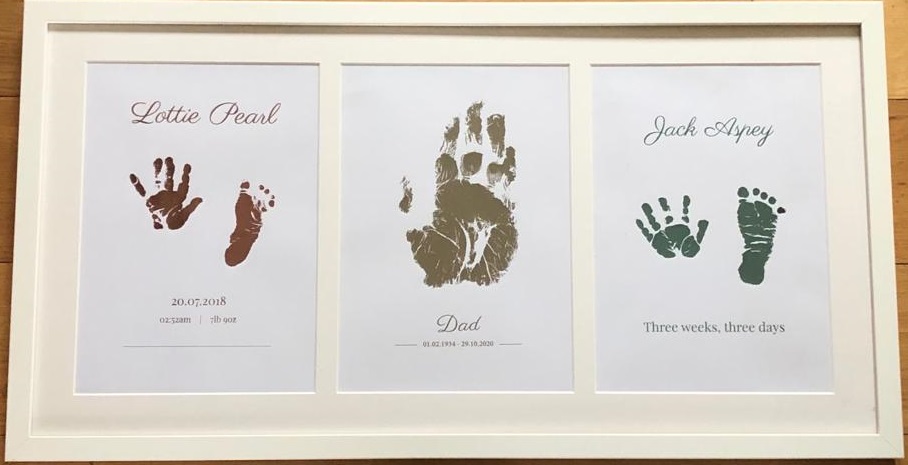 Lottie Pearl
20.07.2018
02:52am | 7lb 9oz
Dad
01.02.1934 - 29.10.2020
Jack Aspey
Three weeks, three days